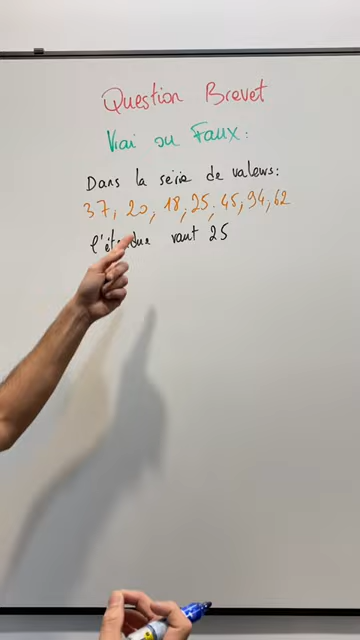 Question Brevet
Vrai ou Faux :
Dans la série de valeurs :
37 ; 20 ; 18 ; 25 ; 45 ; 94 ; 62
l'étendue vaut 25